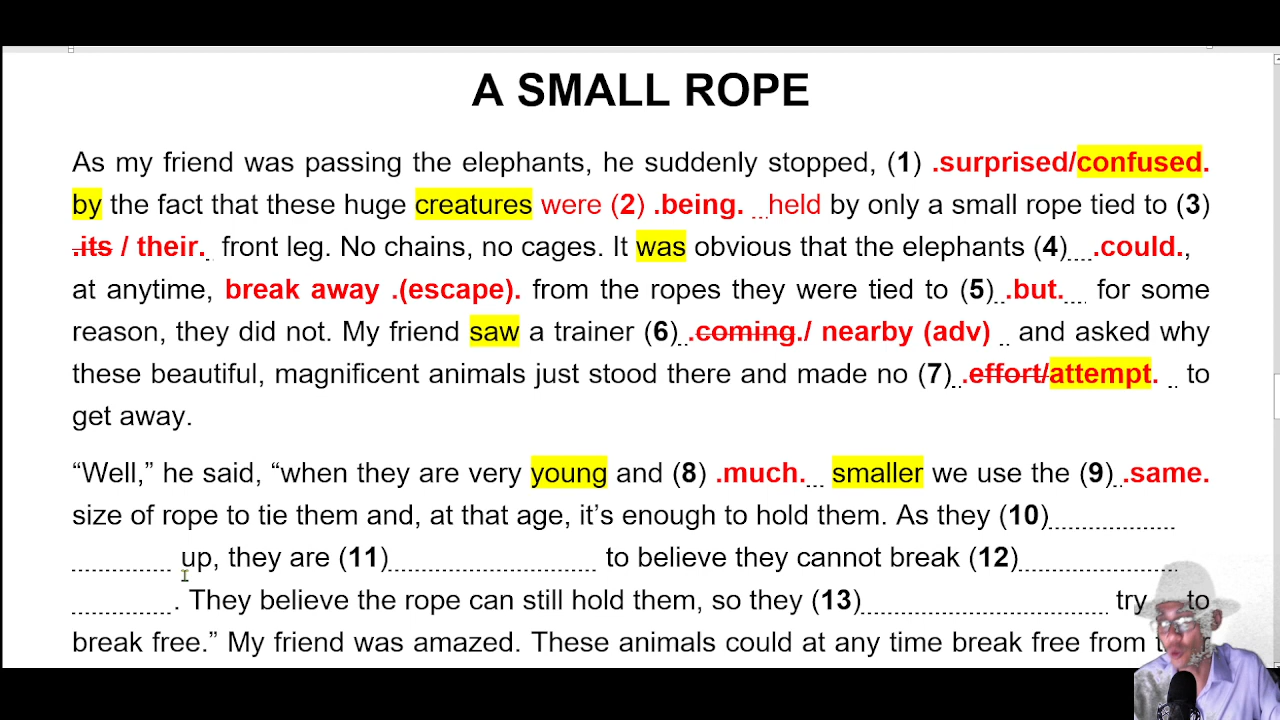 A SMALL ROPE
As my friend was passing the elephants, he suddenly stopped, (1) .surprised/confused.
by the fact that these huge creatures were (2) .being. ...held by only a small rope tied to (3)
.its / their. front leg. No chains, no cages. It was obvious that the elephants (4)....could.,
at anytime, break away .(escape). from the ropes they were tied to (5)..but.... for some
reason, they did not. My friend saw a trainer (6)...coming./ nearby (adv) .. and asked why
these beautiful, magnificent animals just stood there and made no (7)...effort/attempt. .. to
get away.
“Well,” he said, “when they are very young and (8) .much.... smaller we use the (9)...same.
size of rope to tie them and, at that age, it’s enough to hold them. As they (10)........................
.................. up, they are (11)...................................... to believe they cannot break (12)..............................
.................. . They believe the rope can still hold them, so they (13)............................................. try to
break free.” My friend was amazed. These animals could at any time break free from